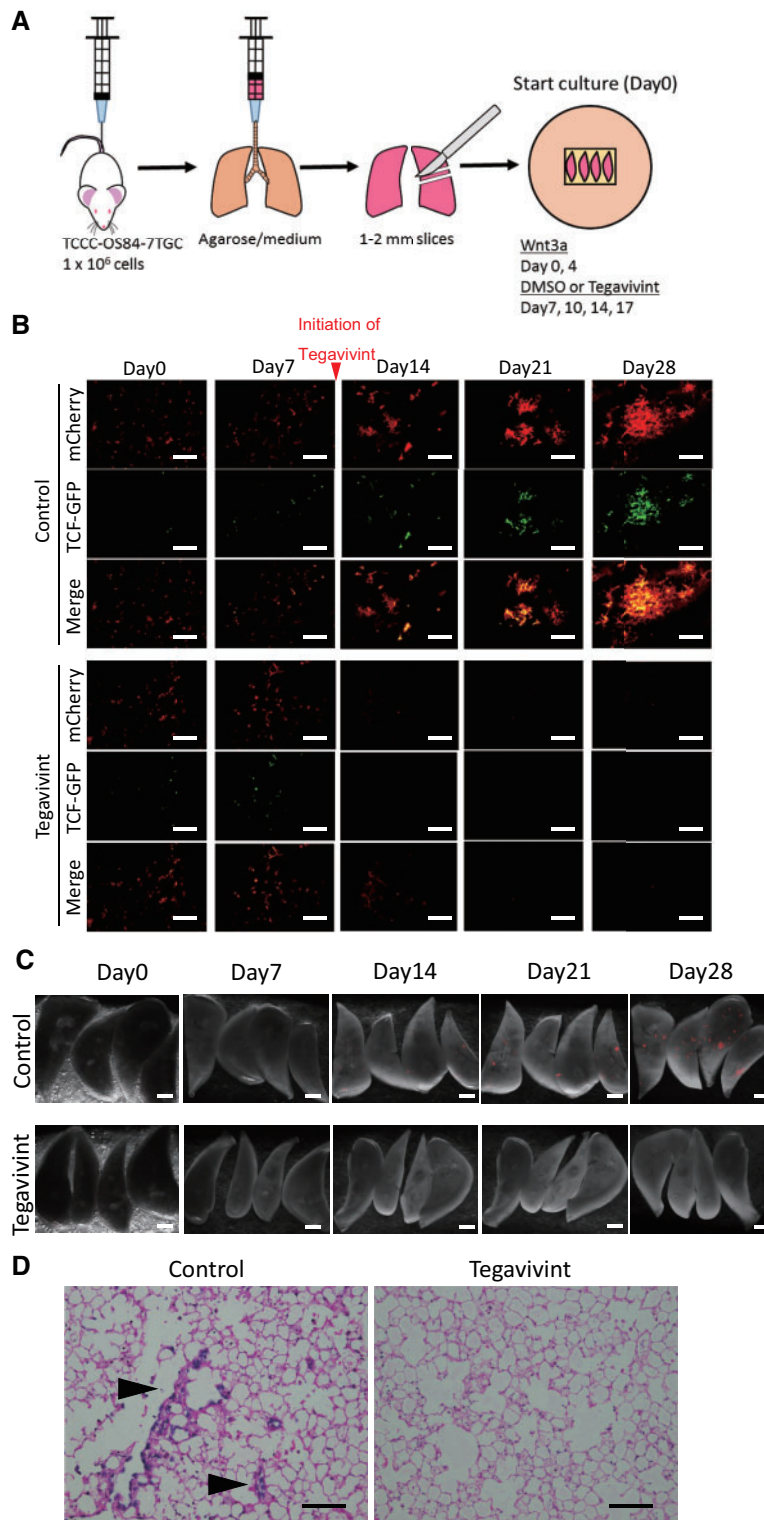 A
Start culture (Day0)
TCCC-OS84-7TGC
1 x 10⁶ cells
Agarose/medium
1-2 mm slices
Wnt3a
Day 0, 4
DMSO or Tegavivint
Day7, 10, 14, 17
B
Initiation of
Tegavivint
Day0
Day7
Day14
Day21
Day28
Control
mCherry
TCF-GFP
Merge
Tegavivint
mCherry
TCF-GFP
Merge
C
Day0
Day7
Day14
Day21
Day28
Control
Tegavivint
D
Control
Tegavivint